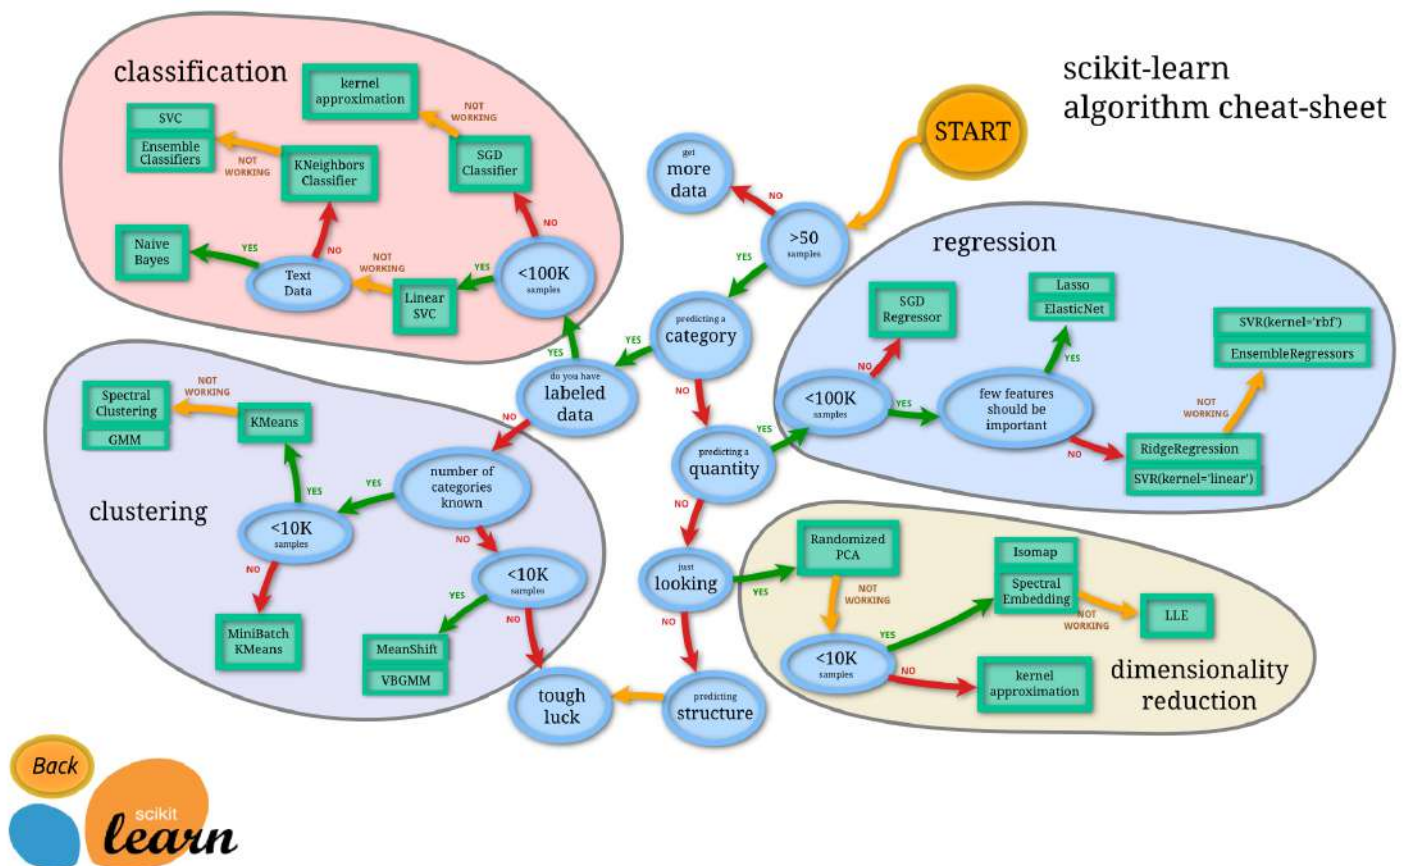 scikit-learn
algorithm cheat-sheet
START
get
more
data
NO
>50
samples
YES
predicting a
category
YES
NO
do you have
labeled
data
YES
NO
predicting a
quantity
YES
NO
just
looking
YES
NO
predicting
structure
tough
luck
classification
kernel
approximation
NOT
WORKING
SGD
Classifier
NO
<100K
samples
YES
Linear
SVC
NOT
WORKING
Text
Data
YES
Naive
Bayes
NO
KNeighbors
Classifier
NOT
WORKING
SVC
Ensemble
Classifiers
regression
<100K
samples
NO
SGD
Regressor
YES
few features
should be
important
YES
Lasso
ElasticNet
NO
RidgeRegression
SVR(kernel='linear')
NOT
WORKING
SVR(kernel='rbf')
EnsembleRegressors
clustering
number of
categories
known
YES
<10K
samples
YES
KMeans
NOT
WORKING
Spectral
Clustering
GMM
NO
MiniBatch
KMeans
NO
<10K
samples
YES
MeanShift
VBGMM
NO
dimensionality
reduction
Randomized
PCA
NOT
WORKING
<10K
samples
YES
Isomap
Spectral
Embedding
NOT
WORKING
LLE
NO
kernel
approximation
Back
scikit
learn